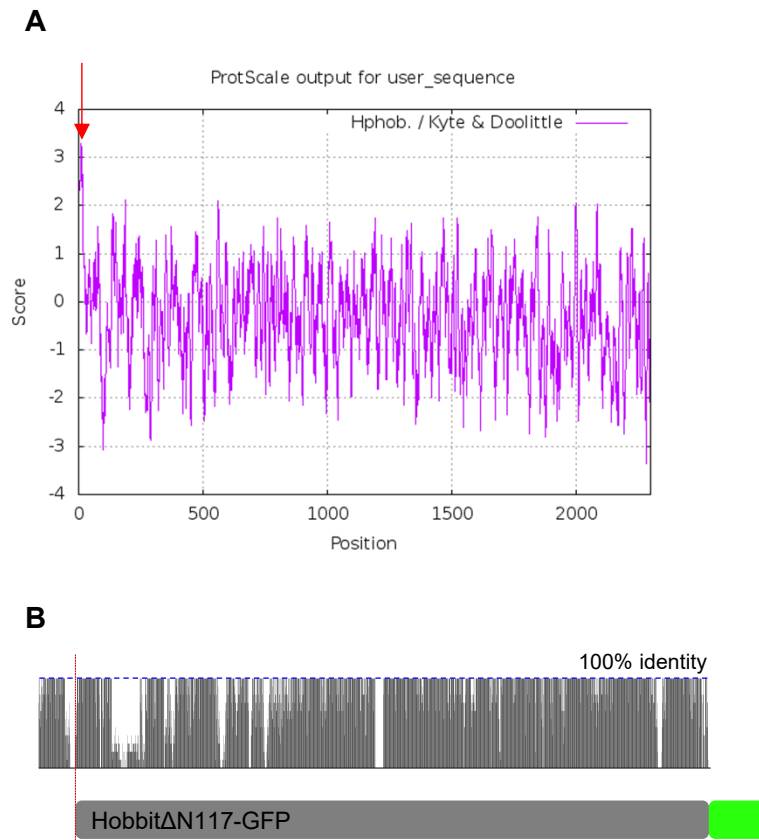 A
ProtScale output for user_sequence
Hphob. / Kyte & Doolittle
4
3
2
1
0
-1
-2
-3
-4
Score
0 500 1000 1500 2000
Position
B
100% identity
HobbitΔN117-GFP